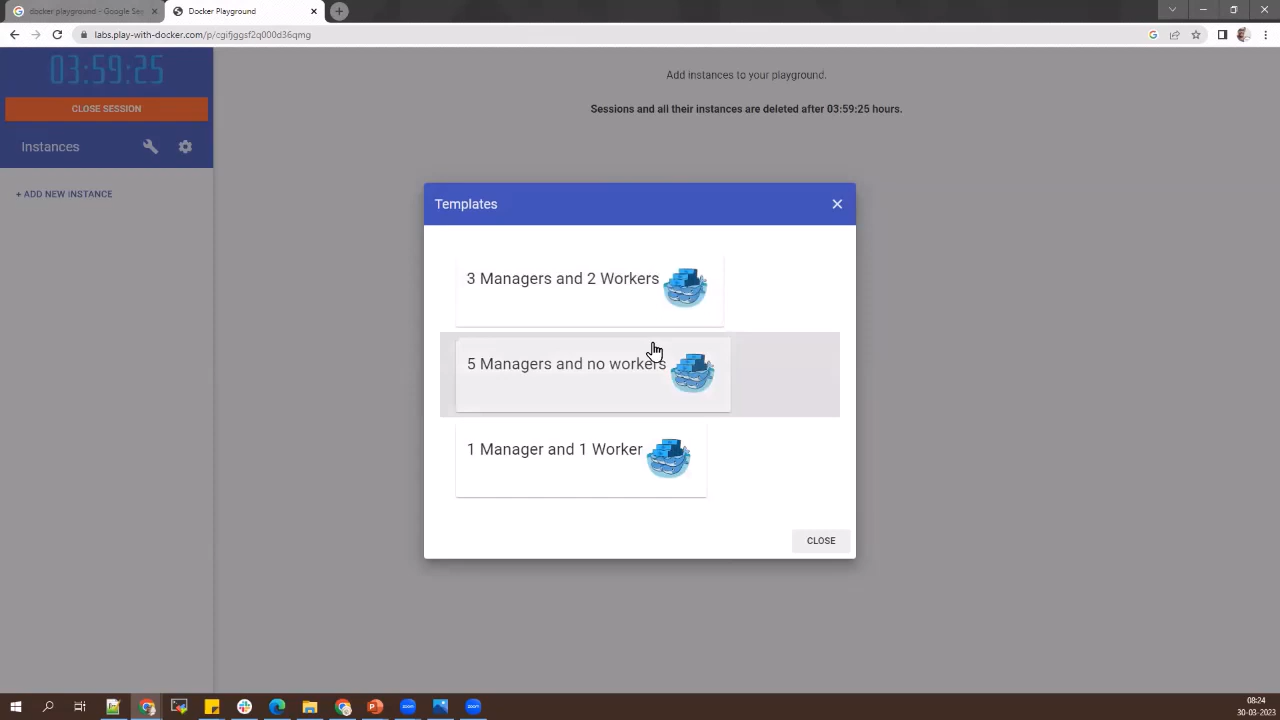 docker playground - Google Sea
Docker Playground
labs.play-with-docker.com/p/cgifjggsf2q000d36qmg
03:59:25
CLOSE SESSION
Instances
+ ADD NEW INSTANCE
Add instances to your playground.
Sessions and all their instances are deleted after 03:59:25 hours.
Templates
3 Managers and 2 Workers
5 Managers and no workers
1 Manager and 1 Worker
CLOSE
zoom
zoom
08:24
30-03-2023